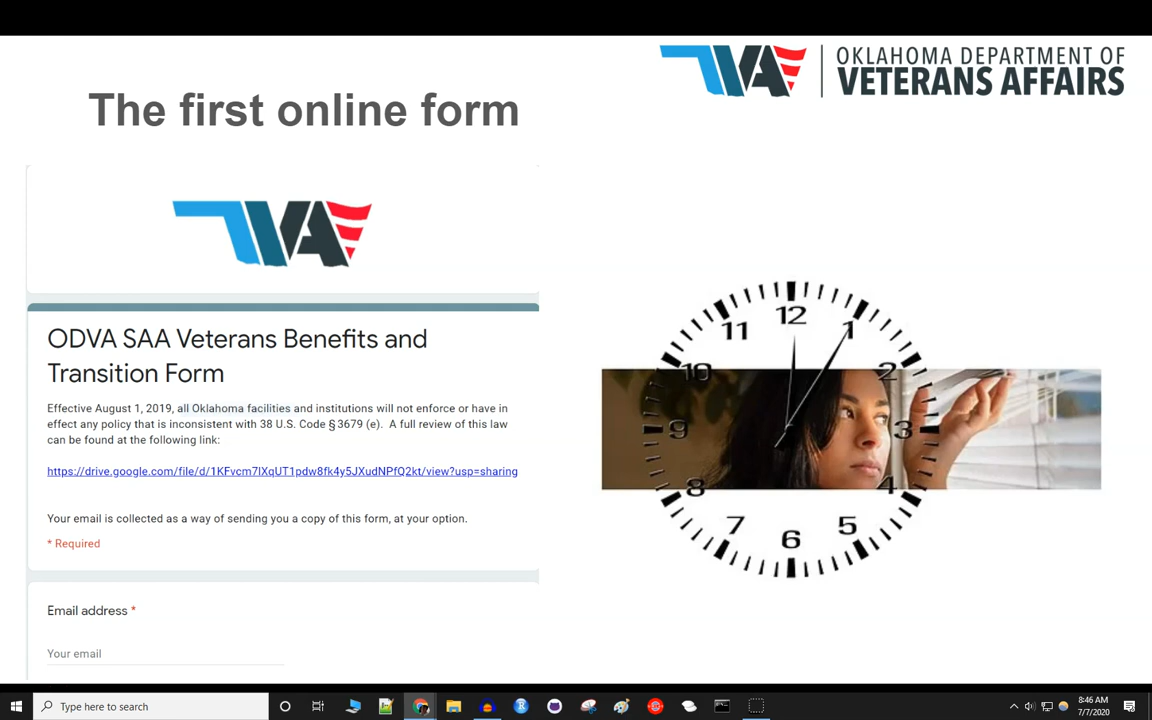 OKLAHOMA DEPARTMENT OF
VETERANS AFFAIRS
The first online form
VA
ODVA SAA Veterans Benefits and
Transition Form
Effective August 1, 2019, all Oklahoma facilities and institutions will not enforce or have in
effect any policy that is inconsistent with 38 U.S. Code § 3679 (e). A full review of this law
can be found at the following link:
https://drive.google.com/file/d/1KFvcm7lXqUT1pdw8fk4y5JXudNPfQ2kt/view?usp=sharing
Your email is collected as a way of sending you a copy of this form, at your option.
* Required
Email address *
Your email
12
1
2
3
4
5
6
7
8
9
10
11
Type here to search
8:46 AM
7/7/2020